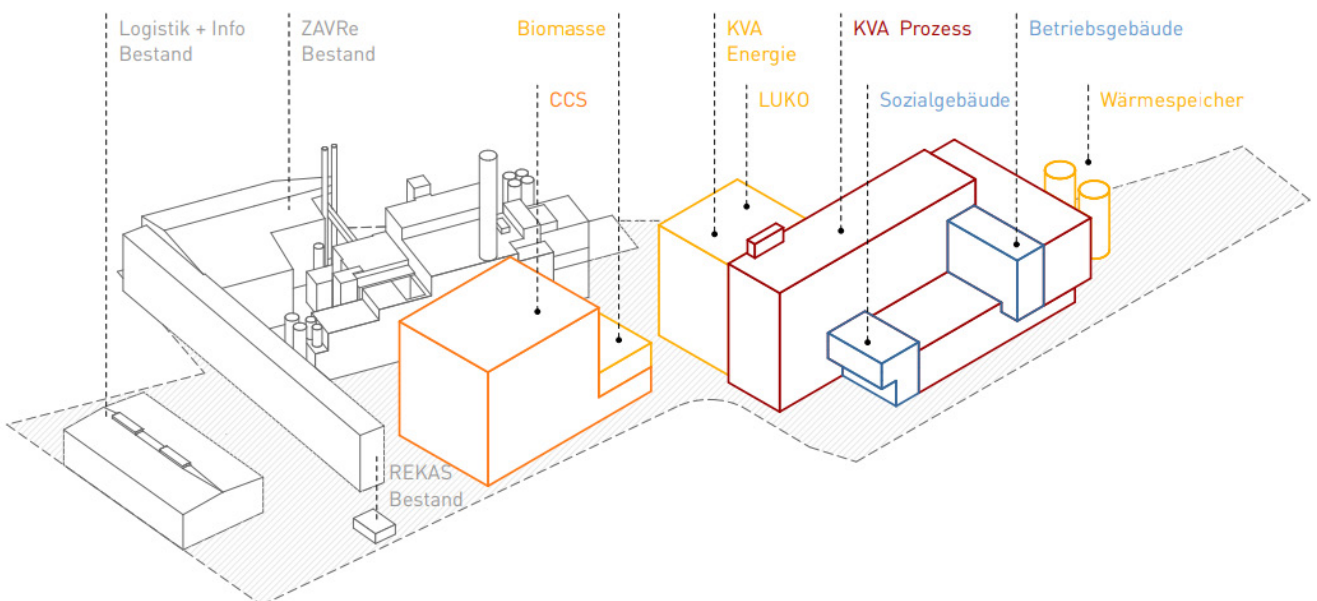 Logistik + Info
Bestand
ZAVRe
Bestand
Biomasse
KVA
Energie
KVA Prozess
Betriebsgebäude
CCS
LUKO
Sozialgebäude
Wärmespeicher
REKAS
Bestand